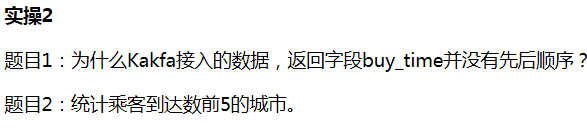 实操2
题目1：为什么Kakfa接入的数据，返回字段buy_time并没有先后顺序？
题目2：统计乘客到达数前5的城市。